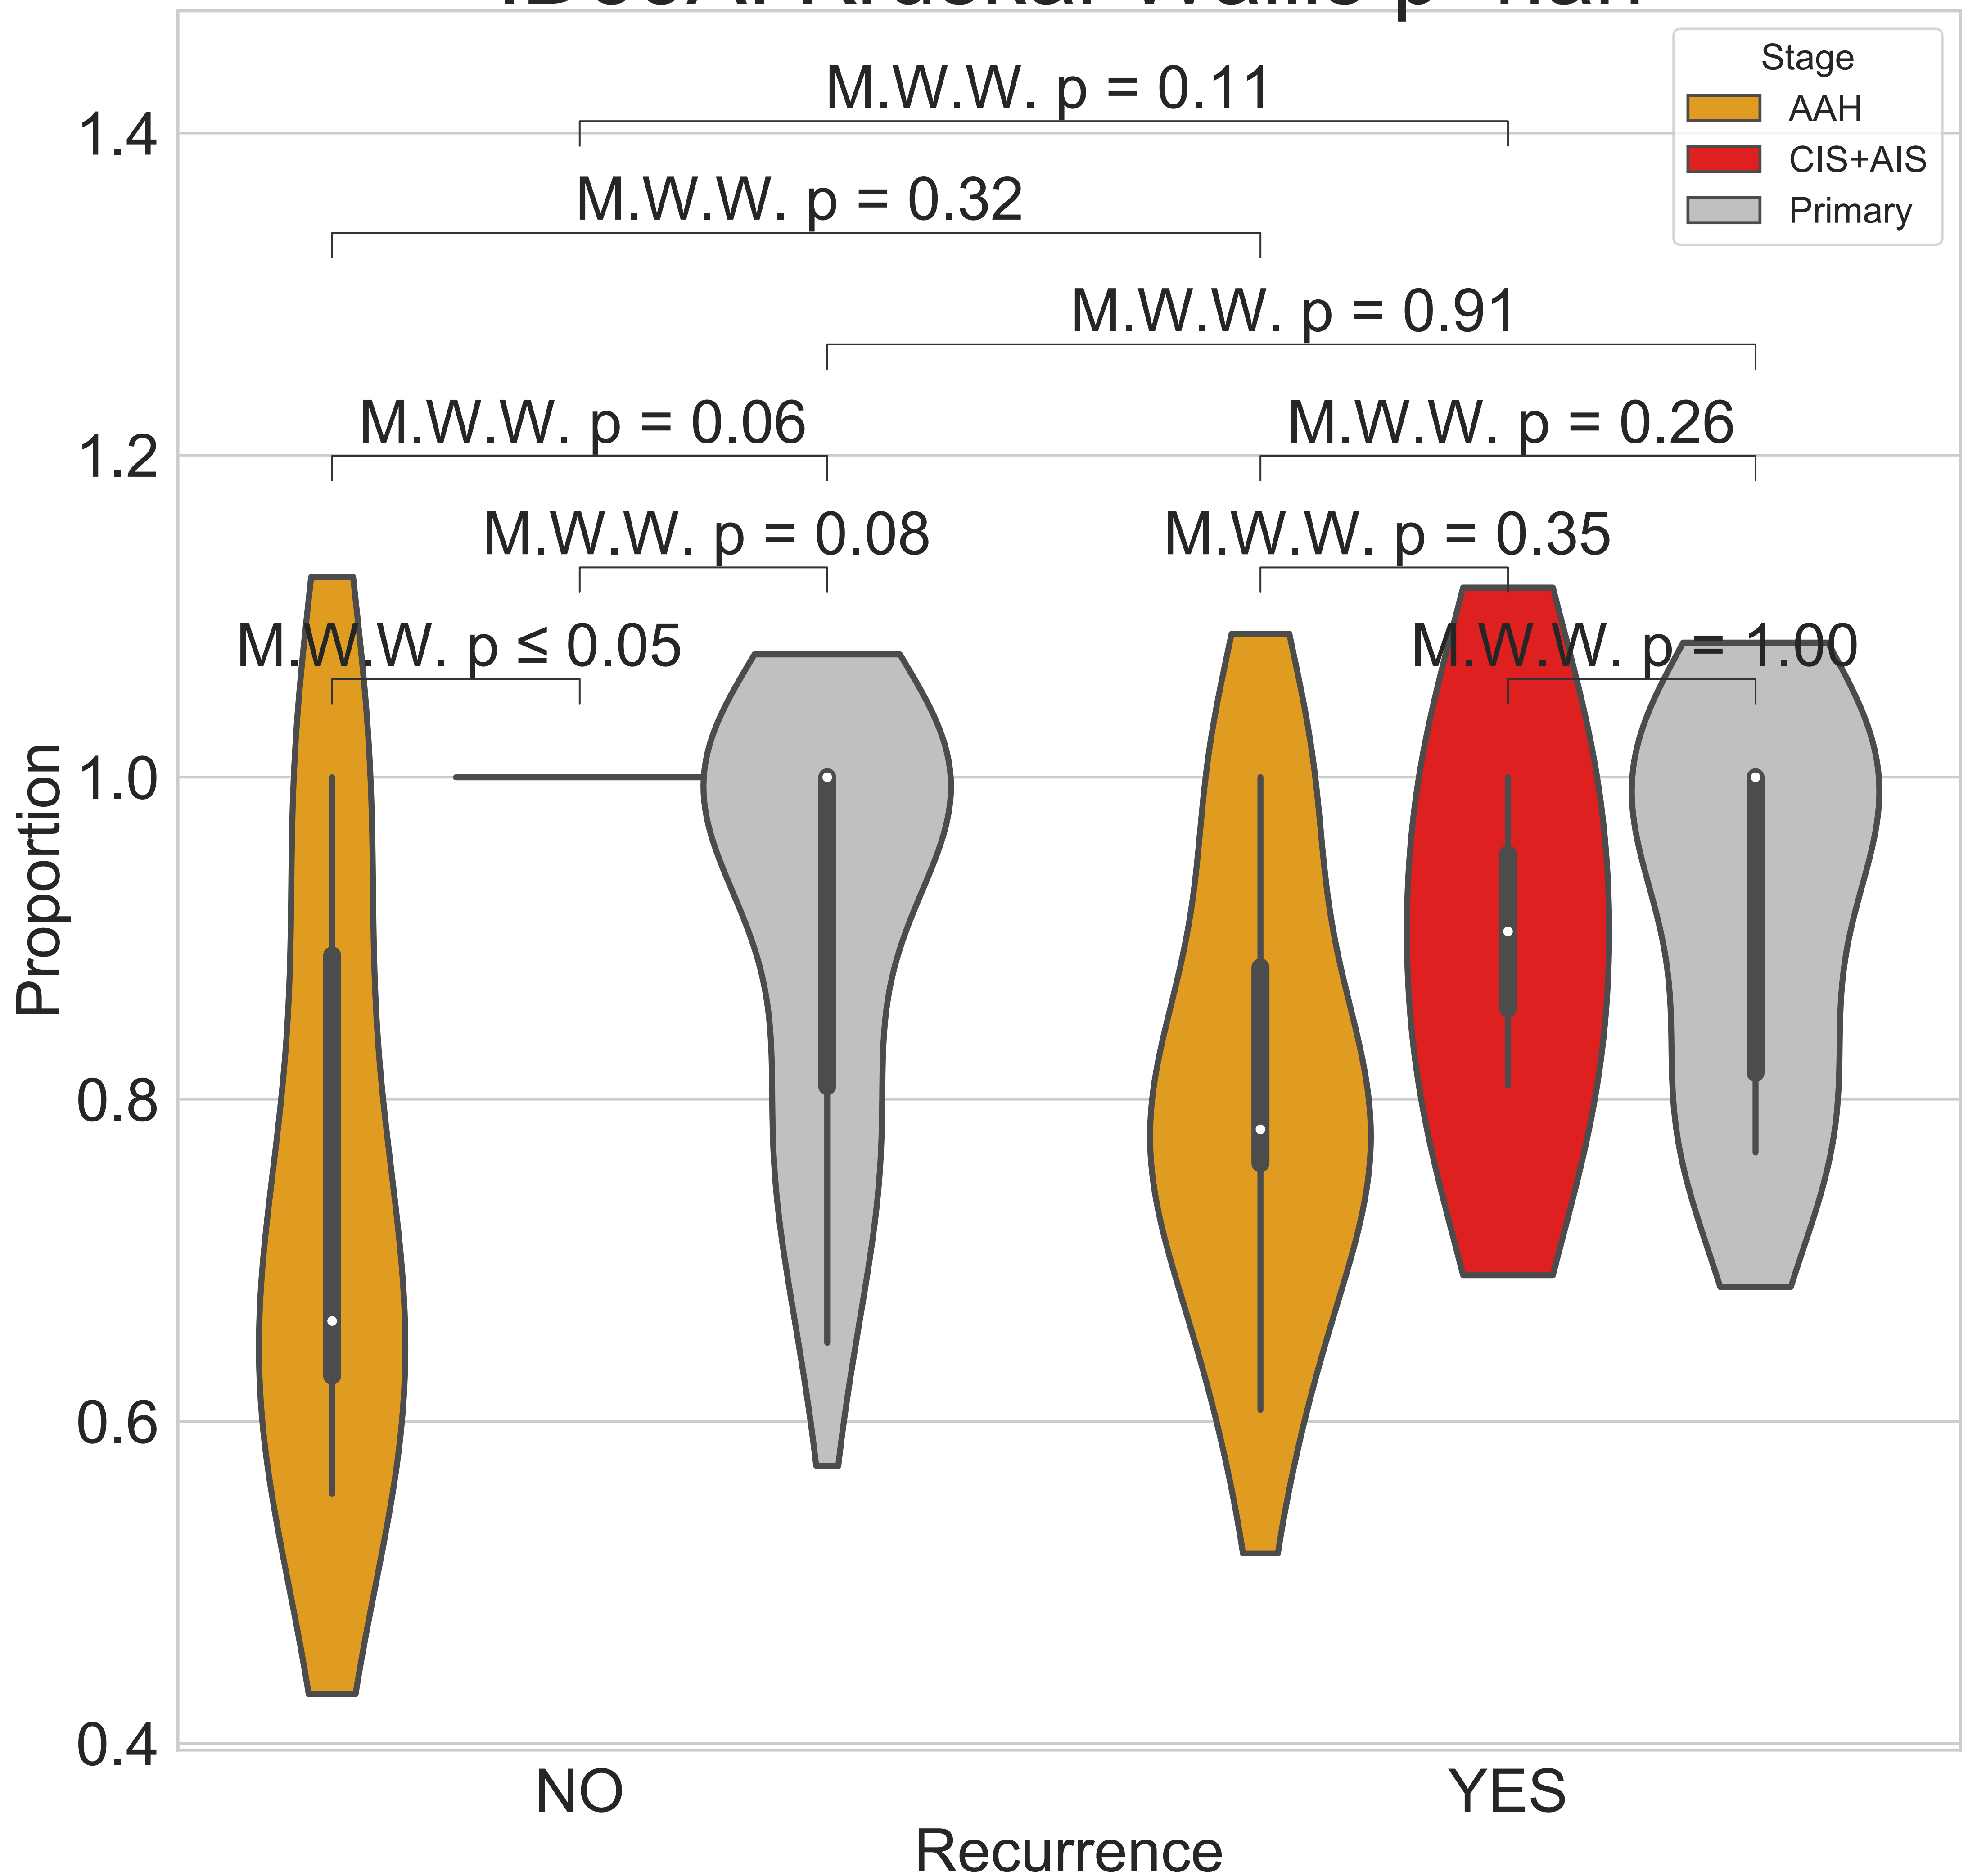 Stage
AAH
CIS+AIS
Primary
M.W.W. p = 0.11
M.W.W. p = 0.32
M.W.W. p = 0.91
M.W.W. p = 0.06
M.W.W. p = 0.26
M.W.W. p = 0.08
M.W.W. p = 0.35
M.W.W. p ≤ 0.05
M.W.W. p = 1.00
1.4
1.2
1.0
0.8
0.6
0.4
Proportion
NO
YES
Recurrence